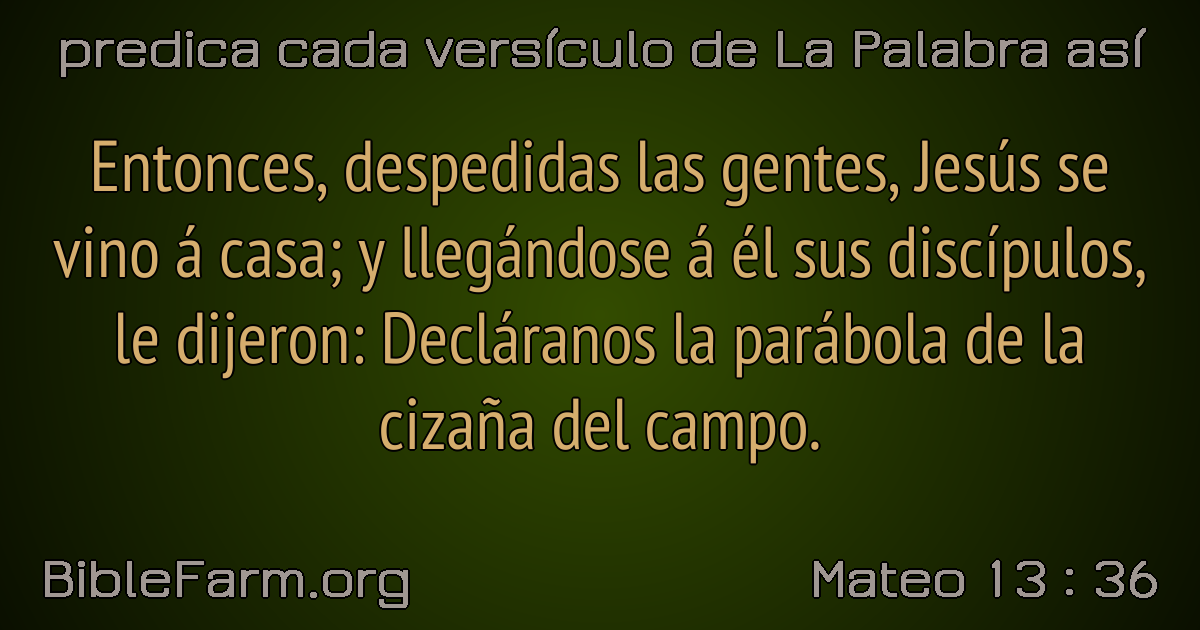 predica cada versículo de La Palabra así
Entonces, despedidas las gentes, Jesús se
vino á casa; y llegándose á él sus discípulos,
le dijeron: Decláranos la parábola de la
cizaña del campo.
BibleFarm.org
Mateo 13 : 36